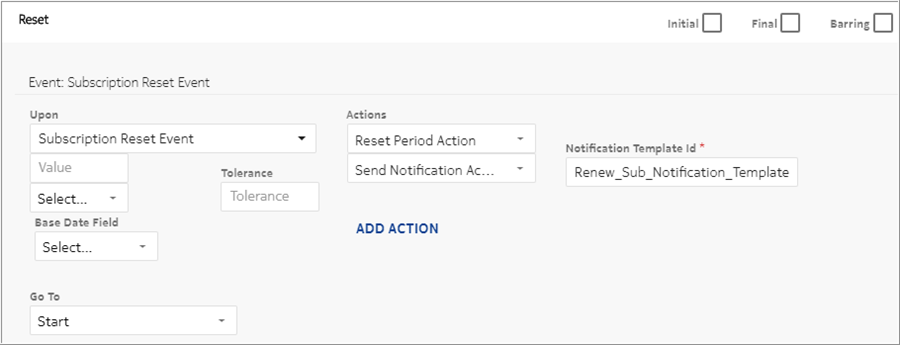 Reset
Initial
Final
Barring
Event: Subscription Reset Event
Upon
Subscription Reset Event
Value
Select...
Tolerance
Tolerance
Base Date Field
Select...
Actions
Reset Period Action
Send Notification Ac...
ADD ACTION
Notification Template Id *
Renew_Sub_Notification_Template
Go To
Start